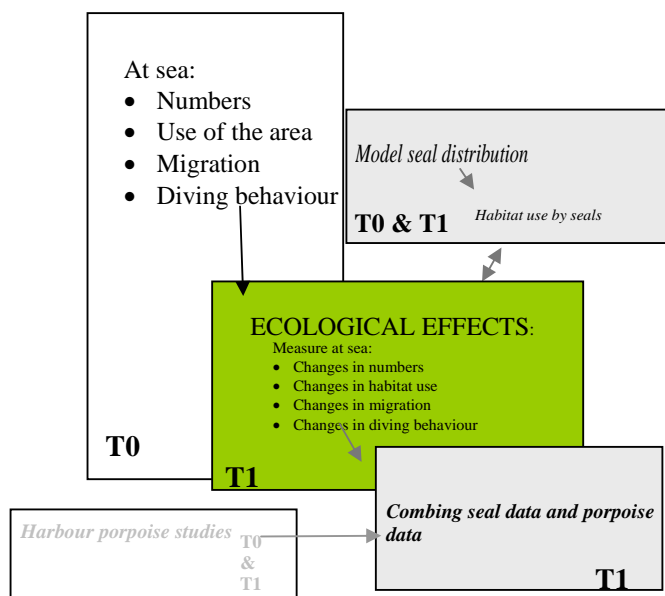 At sea:
• Numbers
• Use of the area
• Migration
• Diving behaviour
T0
Model seal distribution
Habitat use by seals
T0 & T1
ECOLOGICAL EFFECTS:
Measure at sea:
• Changes in numbers
• Changes in habitat use
• Changes in migration
• Changes in diving behaviour
T1
Harbour porpoise studies
T0
&
T1
Combing seal data and porpoise
data
T1